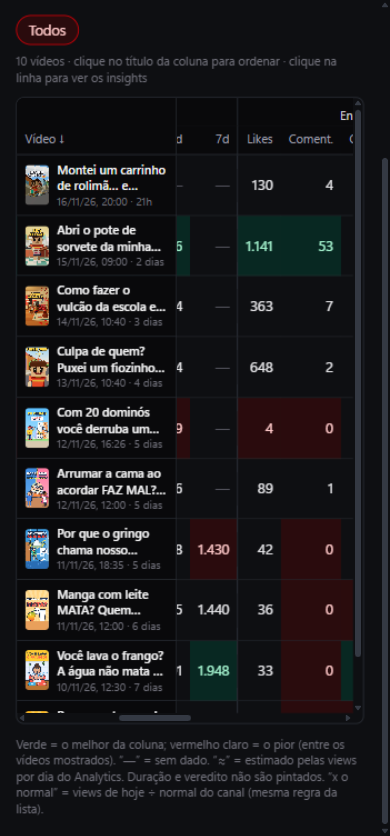 Todos
10 vídeos · clique no título da coluna para ordenar · clique na
linha para ver os insights
En
Vídeo ↓ d 7d Likes Coment. C
Montei um carrinho
de rolimã... e...
16/11/26, 20:00 · 21h
— — 130 4
Abri o pote de
sorvete da minha...
15/11/26, 09:00 · 2 dias
6 — 1.141 53
Como fazer o
vulcão da escola e...
14/11/26, 10:40 · 3 dias
4 — 363 7
Culpa de quem?
Puxei um fiozinho...
13/11/26, 10:40 · 4 dias
4 — 648 2
Com 20 dominós
você derruba um...
12/11/26, 16:26 · 5 dias
9 — 4 0
Arrumar a cama ao
acordar FAZ MAL?...
12/11/26, 12:00 · 5 dias
6 — 89 1
Por que o gringo
chama nosso...
11/11/26, 18:35 · 5 dias
8 1.430 42 0
Manga com leite
MATA? Quem...
11/11/26, 12:00 · 6 dias
5 1.440 36 0
Você lava o frango?
A água não mata ...
10/11/26, 12:30 · 7 dias
1 1.948 33 0
Verde = o melhor da coluna; vermelho claro = o pior (entre os
vídeos mostrados). "—" = sem dado. "≈" = estimado pelas views
por dia do Analytics. Duração e veredito não são pintados. "x o
normal" = views de hoje ÷ normal do canal (mesma regra da
lista).